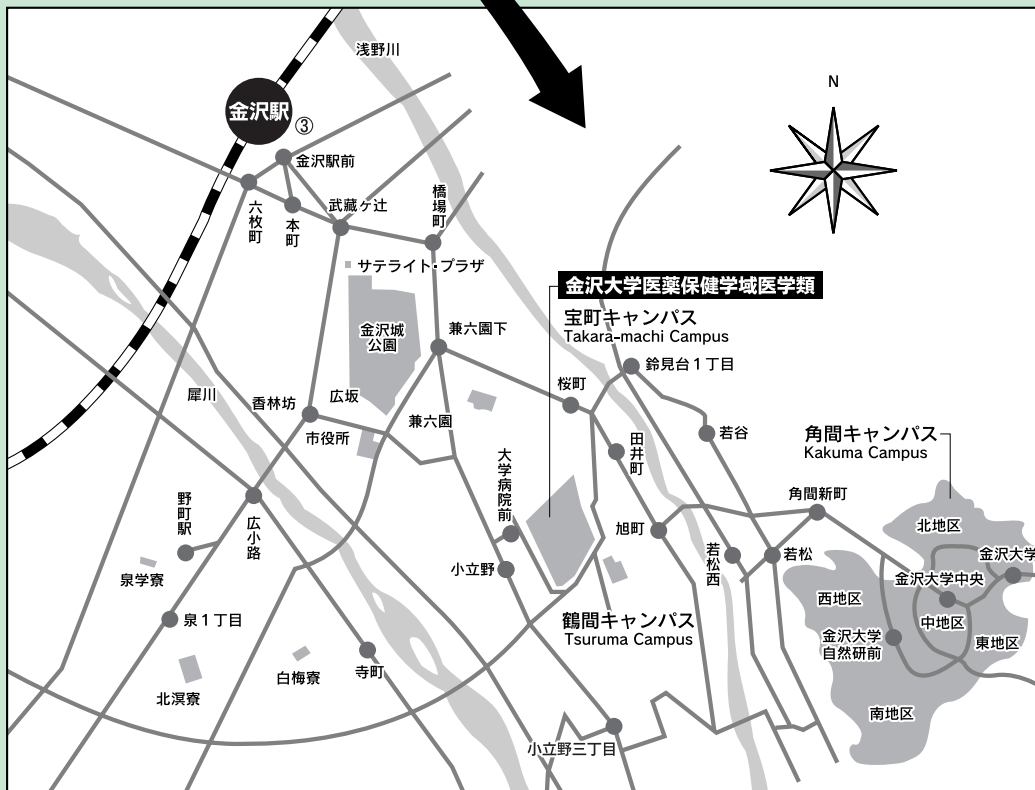 浅野川
N
金沢駅
③
金沢駅前
六枚町
本町
武蔵ヶ辻
橋場町
サテライト・プラザ
金沢大学医薬保健学域医学類
宝町キャンパス
Takara-machi Campus
金沢城
公園
兼六園下
鈴見台1丁目
桜町
犀川
香林坊
広坂
市役所
兼六園
若谷
田井町
角間キャンパス
Kakuma Campus
大学病院前
野町駅
広小路
角間新町
北地区
旭町
若松西
若松
金沢大学
泉学寮
小立野
金沢大学中央
西地区
泉1丁目
鶴間キャンパス
Tsuruma Campus
中地区
金沢大学
自然研前
東地区
北溟寮
白梅寮
寺町
南地区
小立野三丁目